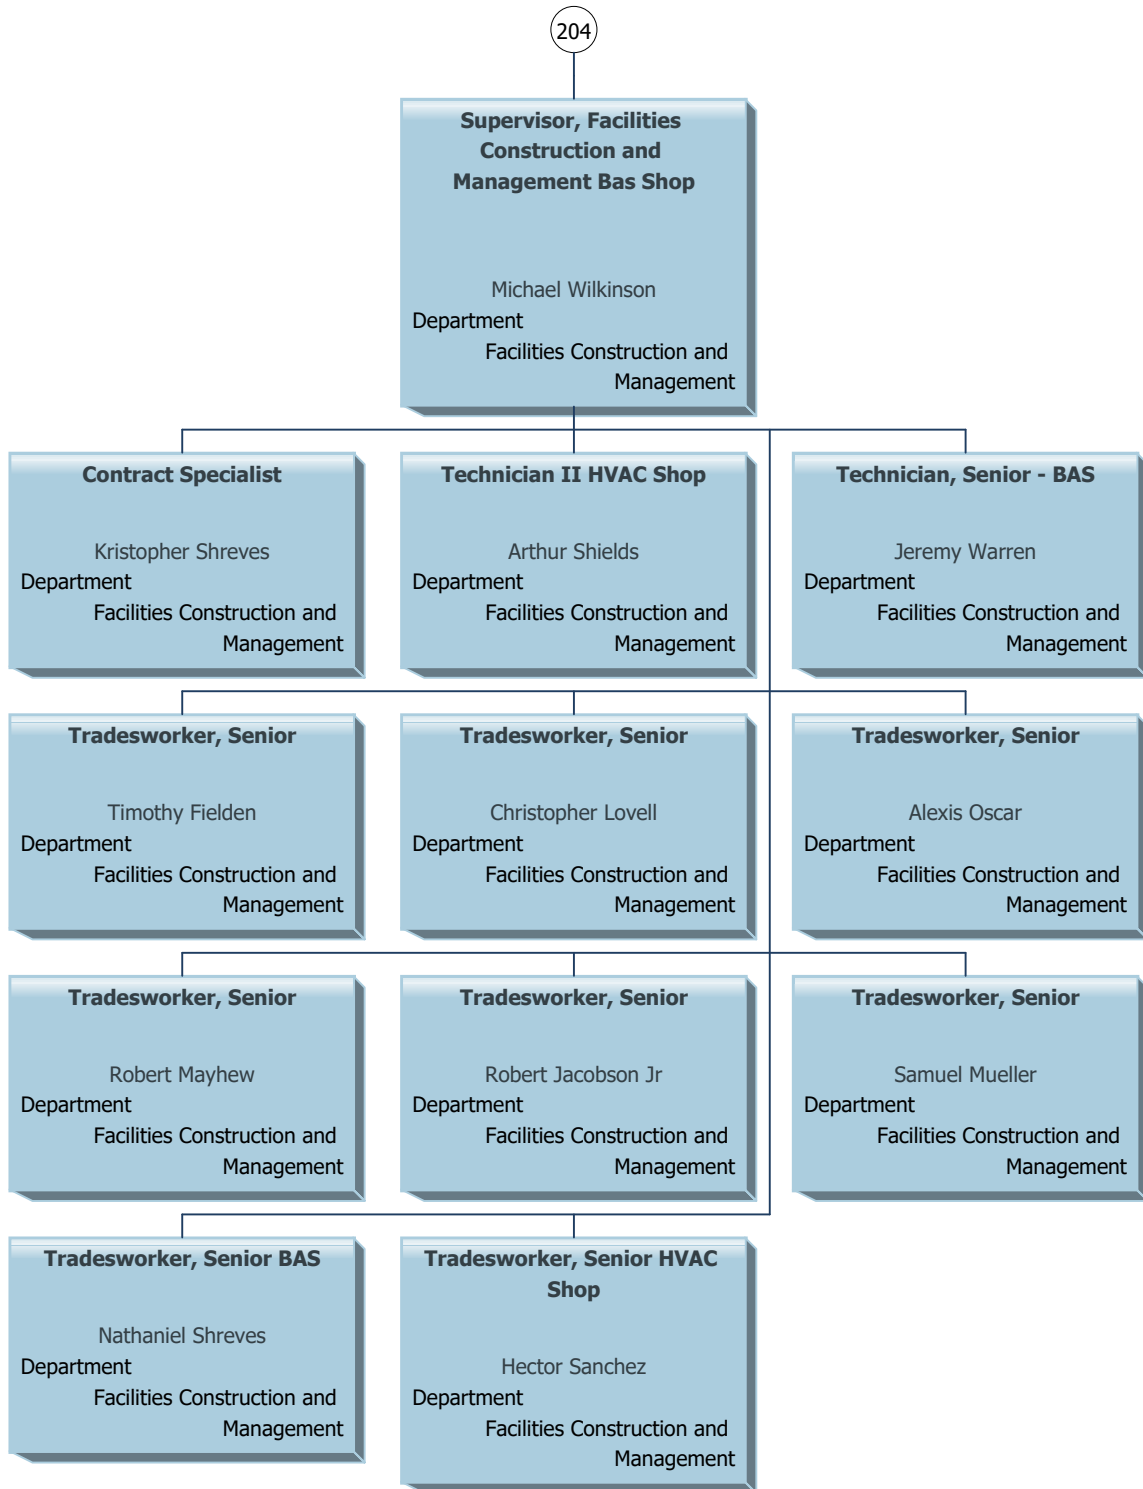 204
Supervisor, Facilities
Construction and
Management Bas Shop
Michael Wilkinson
Department
Facilities Construction and
Management
Contract Specialist
Kristopher Shreves
Department
Facilities Construction and
Management
Technician II HVAC Shop
Arthur Shields
Department
Facilities Construction and
Management
Technician, Senior - BAS
Jeremy Warren
Department
Facilities Construction and
Management
Tradesworker, Senior
Timothy Fielden
Department
Facilities Construction and
Management
Tradesworker, Senior
Christopher Lovell
Department
Facilities Construction and
Management
Tradesworker, Senior
Alexis Oscar
Department
Facilities Construction and
Management
Tradesworker, Senior
Robert Mayhew
Department
Facilities Construction and
Management
Tradesworker, Senior
Robert Jacobson Jr
Department
Facilities Construction and
Management
Tradesworker, Senior
Samuel Mueller
Department
Facilities Construction and
Management
Tradesworker, Senior BAS
Nathaniel Shreves
Department
Facilities Construction and
Management
Tradesworker, Senior HVAC
Shop
Hector Sanchez
Department
Facilities Construction and
Management